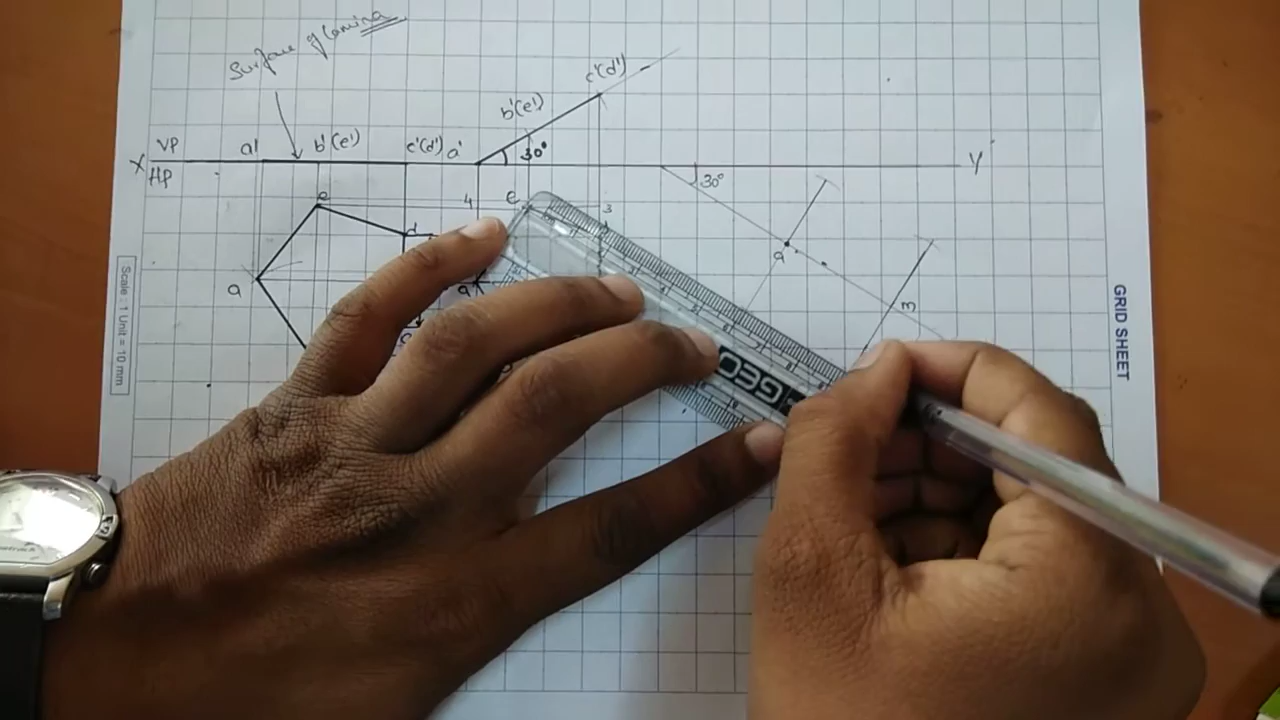 Surface of lamina
c'(d')
b'(e')
VP
a' b'(e') c'(d') a' 30°
X Y
HP
30°
e 4 e 3
d
a a a
m
c
GEO
Scale : 1 Unit = 10 mm
GRID SHEET